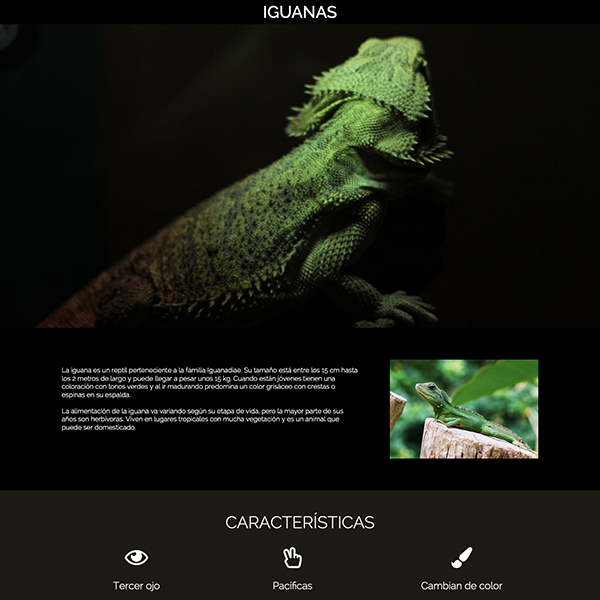 IGUANAS
La iguana es un reptil perteneciente a la familia Iguanadiae. Su tamaño está entre los 15 cm hasta
los 2 metros de largo y puede llegar a pesar unos 15 kg. Cuando están jóvenes tienen una
coloración con tonos verdes y al ir madurando predomina un color grisáceo con crestas o
espinas en su espalda.
La alimentación de la iguana va variando según su etapa de vida, pero la mayor parte de sus
años son herbívoras. Viven en lugares tropicales con mucha vegetación y es un animal que
puede ser domesticado.
CARACTERÍSTICAS
Tercer ojo
Pacíficas
Cambian de color